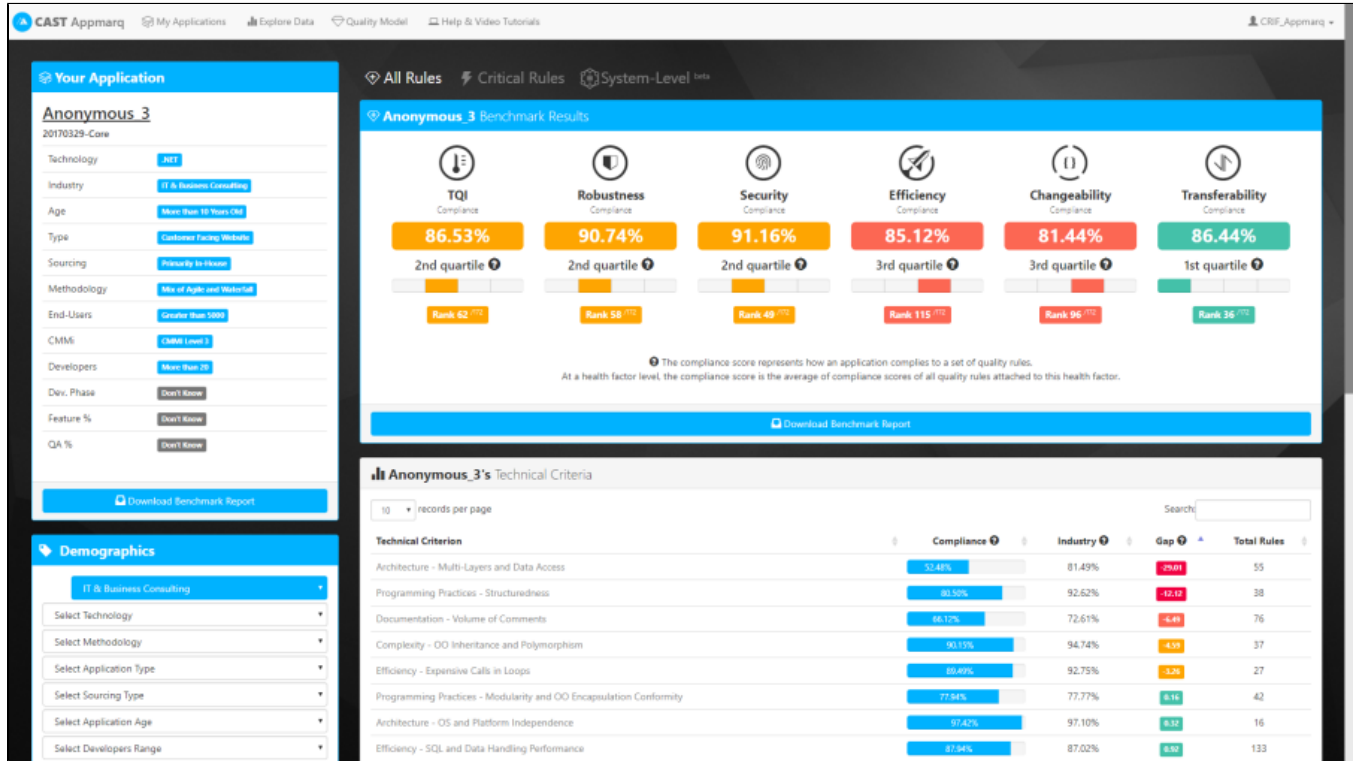 CAST Appmarq My Applications Explore Data Quality Model Help & Video Tutorials CRIF_Appmarq
Your Application
Anonymous_3
20170329-Core
Technology .NET
Industry IT & Business Consulting
Age More than 10 Years Old
Type Customer Facing Website
Sourcing Primarily In-House
Methodology Mix of Agile and Waterfall
End-Users Greater than 5000
CMMi CMMI Level 3
Developers More than 20
Dev. Phase Don't Know
Feature % Don't Know
QA % Don't Know
Download Benchmark Report
Demographics
IT & Business Consulting
Select Technology
Select Methodology
Select Application Type
Select Sourcing Type
Select Application Age
Select Developers Range
All Rules Critical Rules System-Level beta
Anonymous_3 Benchmark Results
TQI Robustness Security Efficiency Changeability Transferability
Compliance Compliance Compliance Compliance Compliance Compliance
86.53% 90.74% 91.16% 85.12% 81.44% 86.44%
2nd quartile ? 2nd quartile ? 2nd quartile ? 3rd quartile ? 3rd quartile ? 1st quartile ?
Rank 62 /172 Rank 58 /172 Rank 49 /172 Rank 115 /172 Rank 96 /172 Rank 36 /172
? The compliance score represents how an application complies to a set of quality rules.
At a health factor level, the compliance score is the average of compliance scores of all quality rules attached to this health factor.
Download Benchmark Report
Anonymous_3's Technical Criteria
10 records per page Search:
Technical Criterion Compliance ? Industry ? Gap ? Total Rules
Architecture - Multi-Layers and Data Access 52.48% 81.49% -29.01 55
Programming Practices - Structuredness 80.50% 92.62% -12.12 38
Documentation - Volume of Comments 66.12% 72.61% -6.49 76
Complexity - OO Inheritance and Polymorphism 90.15% 94.74% -4.59 37
Efficiency - Expensive Calls in Loops 89.49% 92.75% -3.26 27
Programming Practices - Modularity and OO Encapsulation Conformity 77.94% 77.77% 0.16 42
Architecture - OS and Platform Independence 97.42% 97.10% 0.32 16
Efficiency - SQL and Data Handling Performance 87.94% 87.02% 0.92 133